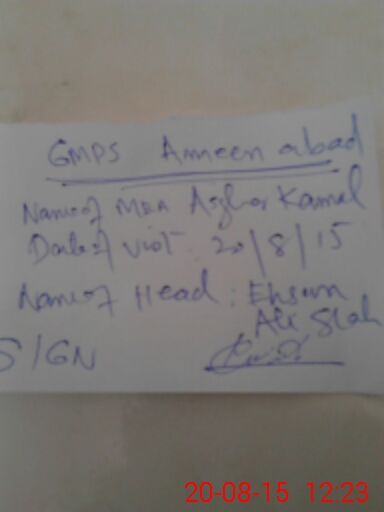 GMPS Ameen abad
Name of MEA Azhar Kamal
Date of Visit 20/8/15
Name of Head : Ehsan
Ali Shah
SIGN
20-08-15 12:23